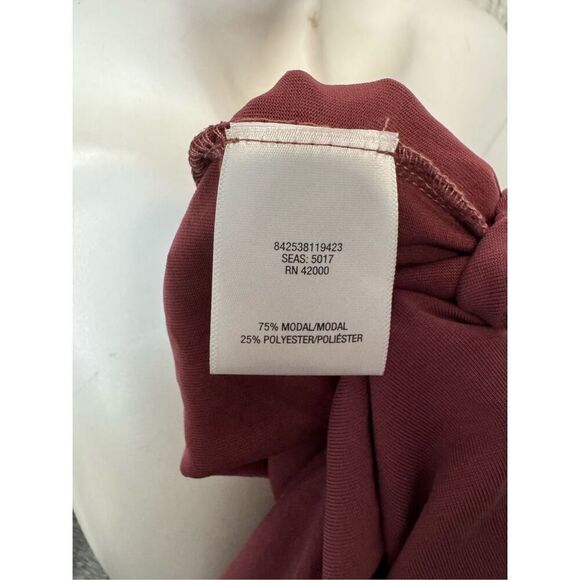 842538119423
SEAS: 5017
RN 42000
75% MODAL/MODAL
25% POLYESTER/POLIÉSTER